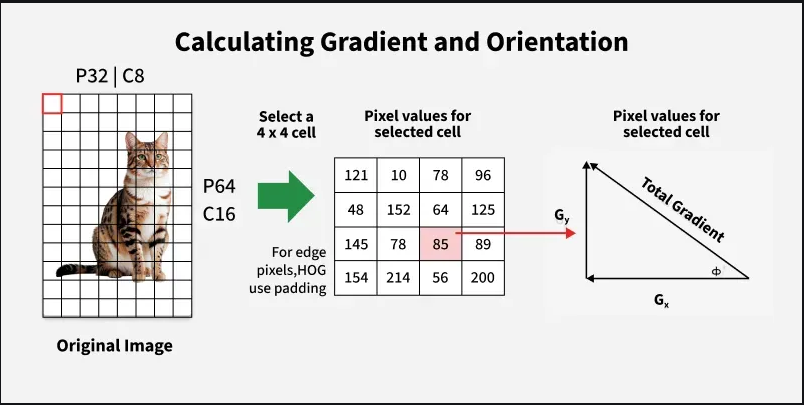 Calculating Gradient and Orientation
P32 | C8
P64
C16
Original Image
Select a
4 x 4 cell
For edge
pixels,HOG
use padding
Pixel values for
selected cell
121 10 78 96
48 152 64 125
145 78 85 89
154 214 56 200
Pixel values for
selected cell
Total Gradient
Gy
ϕ
Gx